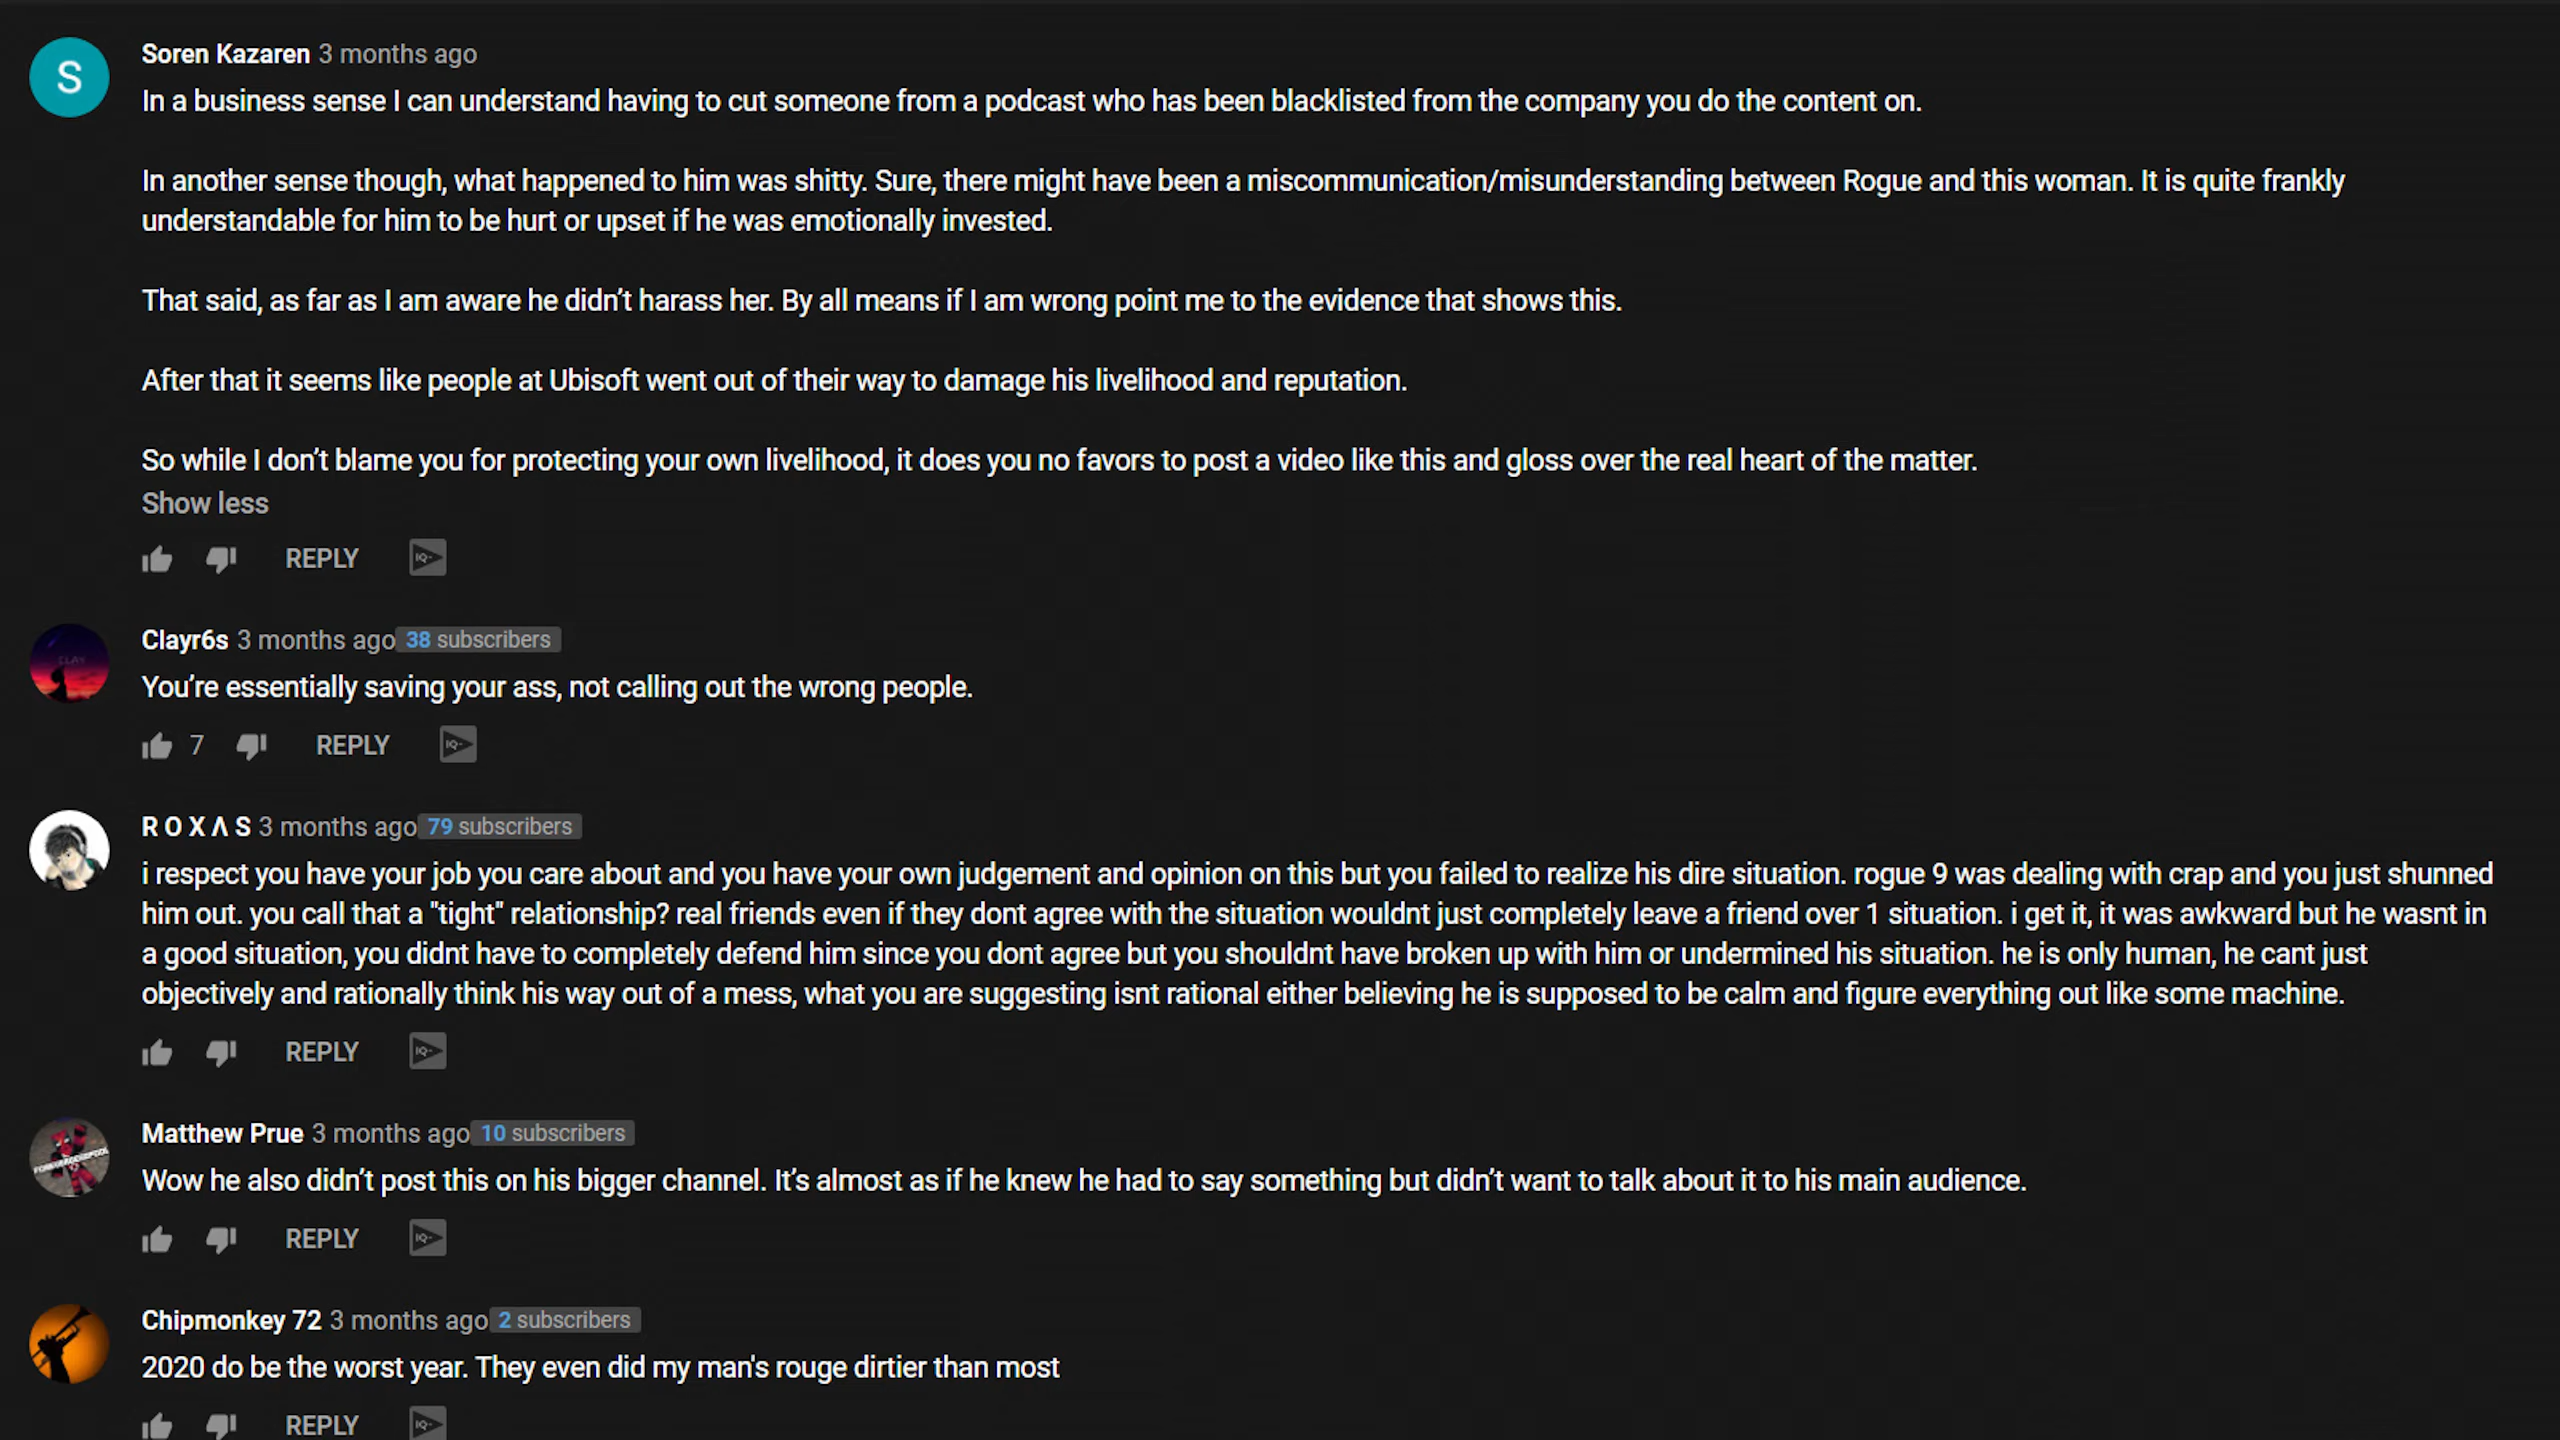 S
Soren Kazaren 3 months ago
In a business sense I can understand having to cut someone from a podcast who has been blacklisted from the company you do the content on.
In another sense though, what happened to him was shitty. Sure, there might have been a miscommunication/misunderstanding between Rogue and this woman. It is quite frankly
understandable for him to be hurt or upset if he was emotionally invested.
That said, as far as I am aware he didn’t harass her. By all means if I am wrong point me to the evidence that shows this.
After that it seems like people at Ubisoft went out of their way to damage his livelihood and reputation.
So while I don’t blame you for protecting your own livelihood, it does you no favors to post a video like this and gloss over the real heart of the matter.
Show less
REPLY IQ-
Clayr6s 3 months ago 38 subscribers
CLAY
You’re essentially saving your ass, not calling out the wrong people.
7 REPLY IQ-
R O X Λ S 3 months ago 79 subscribers
i respect you have your job you care about and you have your own judgement and opinion on this but you failed to realize his dire situation. rogue 9 was dealing with crap and you just shunned
him out. you call that a "tight" relationship? real friends even if they dont agree with the situation wouldnt just completely leave a friend over 1 situation. i get it, it was awkward but he wasnt in
a good situation, you didnt have to completely defend him since you dont agree but you shouldnt have broken up with him or undermined his situation. he is only human, he cant just
objectively and rationally think his way out of a mess, what you are suggesting isnt rational either believing he is supposed to be calm and figure everything out like some machine.
REPLY IQ-
Matthew Prue 3 months ago 10 subscribers
Wow he also didn’t post this on his bigger channel. It’s almost as if he knew he had to say something but didn’t want to talk about it to his main audience.
REPLY IQ-
Chipmonkey 72 3 months ago 2 subscribers
2020 do be the worst year. They even did my man's rouge dirtier than most
REPLY IQ-